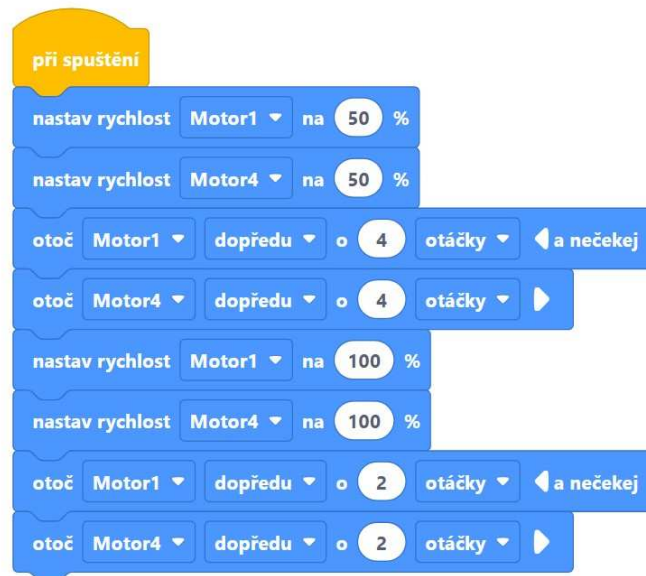 při spuštění
nastav rychlost Motor1 na 50 %
nastav rychlost Motor4 na 50 %
otoč Motor1 dopředu o 4 otáčky a nečekej
otoč Motor4 dopředu o 4 otáčky
nastav rychlost Motor1 na 100 %
nastav rychlost Motor4 na 100 %
otoč Motor1 dopředu o 2 otáčky a nečekej
otoč Motor4 dopředu o 2 otáčky